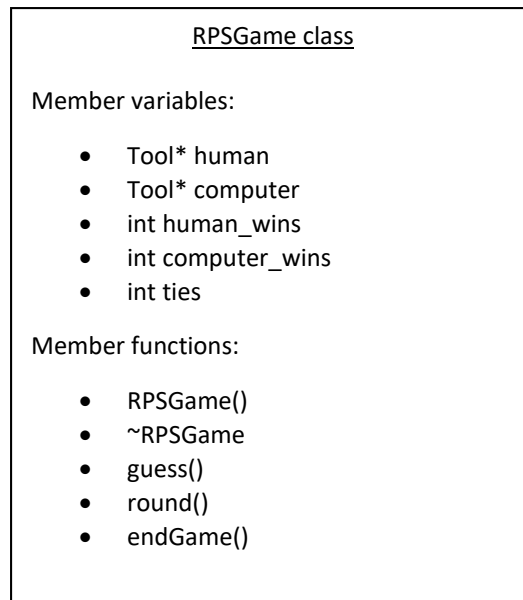 RPSGame class
Member variables:
• Tool* human
• Tool* computer
• int human_wins
• int computer_wins
• int ties
Member functions:
• RPSGame()
• ~RPSGame
• guess()
• round()
• endGame()